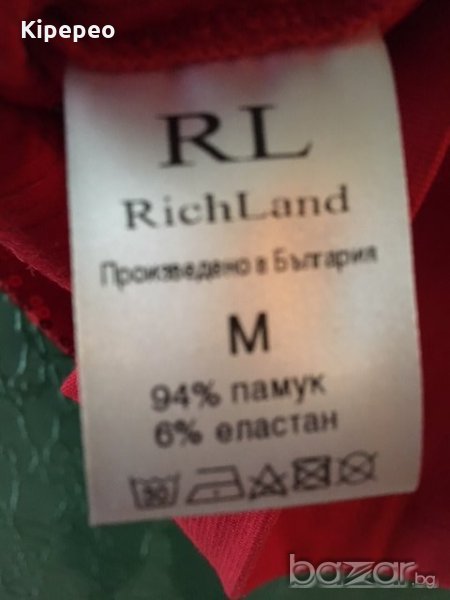 Kipepeo
RL
RichLand
Произведено в България
M
94% памук
6% еластан
bazar.bg